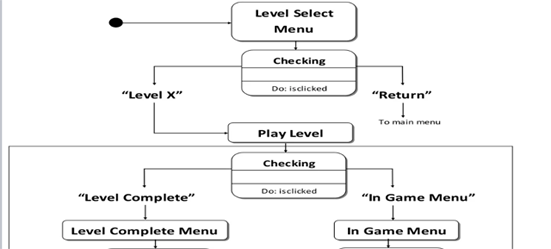 Level Select
Menu
Checking
Do: isclicked
“Level X”
“Return”
To main menu
Play Level
Checking
Do: isclicked
“Level Complete”
“In Game Menu”
Level Complete Menu
In Game Menu